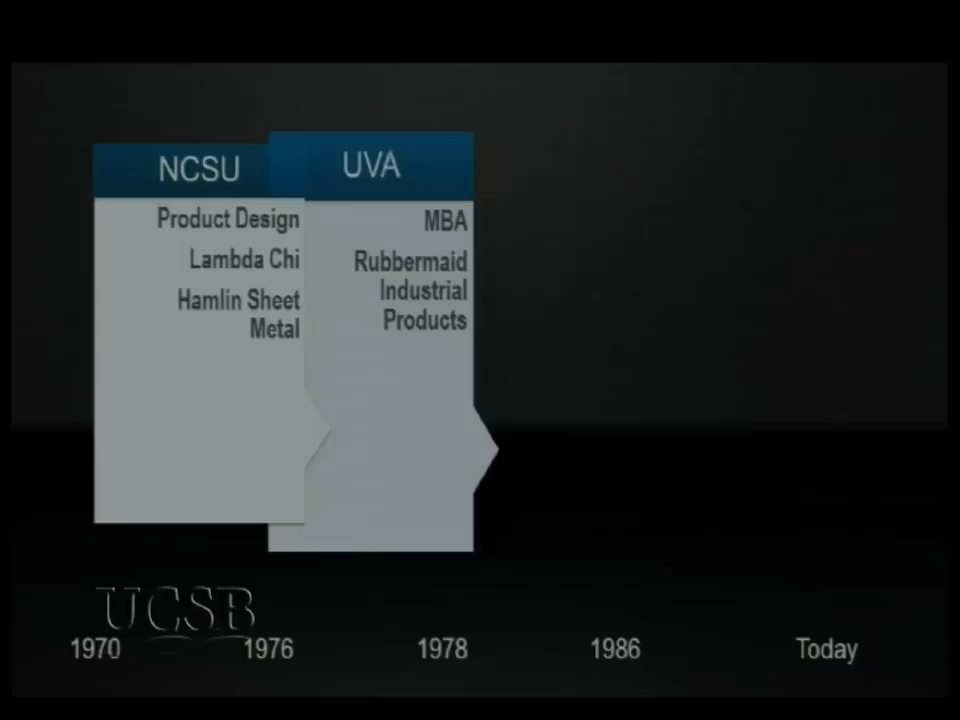 NCSU
Product Design
Lambda Chi
Hamlin Sheet
Metal
UVA
MBA
Rubbermaid
Industrial
Products
UCSB
1970 1976 1978 1986 Today